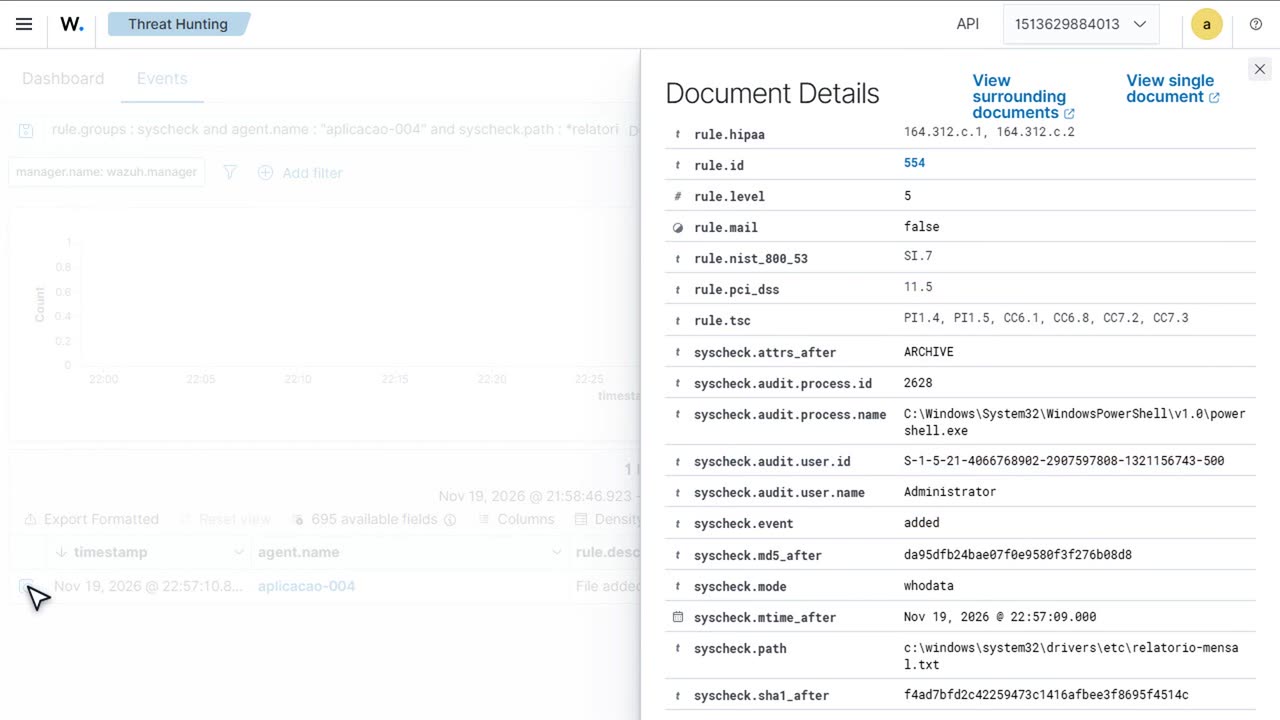 W.
Threat Hunting
API
1513629884013
a
Dashboard
Events
rule.groups : syscheck and agent.name : "aplicacao-004" and syscheck.path : *relatori
manager.name: wazuh.manager
Add filter
Count
1
0.8
0.6
0.4
0.2
0
22:00
22:05
22:10
22:15
22:20
22:25
timesta
1
Nov 19, 2026 @ 21:58:46.923 -
Export Formatted
Reset view
695 available fields
Columns
Density
timestamp
agent.name
rule.desc
Nov 19, 2026 @ 22:57:10.8...
aplicacao-004
File added
Document Details
View surrounding documents
View single document
t rule.hipaa 164.312.c.1, 164.312.c.2
t rule.id 554
# rule.level 5
rule.mail false
t rule.nist_800_53 SI.7
t rule.pci_dss 11.5
t rule.tsc PI1.4, PI1.5, CC6.1, CC6.8, CC7.2, CC7.3
t syscheck.attrs_after ARCHIVE
t syscheck.audit.process.id 2628
t syscheck.audit.process.name C:\Windows\System32\WindowsPowerShell\v1.0\power
shell.exe
t syscheck.audit.user.id S-1-5-21-4066768902-2907597808-1321156743-500
t syscheck.audit.user.name Administrator
t syscheck.event added
t syscheck.md5_after da95dfb24bae07f0e9580f3f276b08d8
t syscheck.mode whodata
syscheck.mtime_after Nov 19, 2026 @ 22:57:09.000
t syscheck.path c:\windows\system32\drivers\etc\relatorio-mensa
l.txt
t syscheck.sha1_after f4ad7bfd2c42259473c1416afbee3f8695f4514c